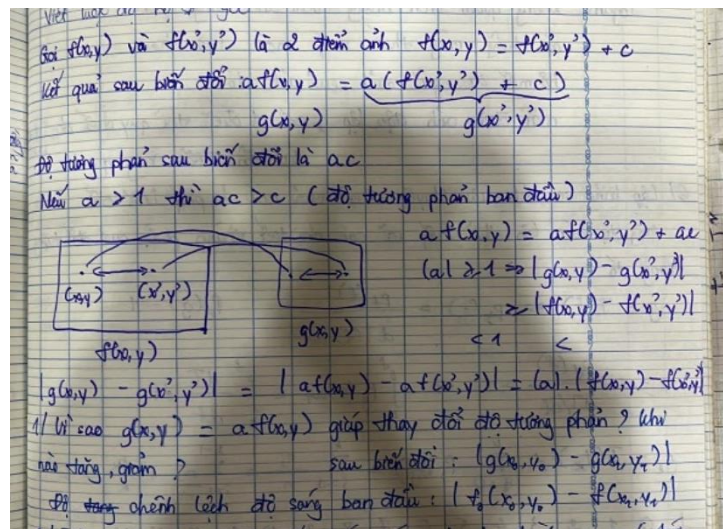 Gọi f(x,y) và f(x',y') là 2 điểm ảnh f(x,y) = f(x',y') + c
Kết quả sau biến đổi : af(x,y) = a(f(x',y') + c)
g(x,y) g(x',y')
Độ tương phản sau biến đổi là ac
Nếu a > 1 thì ac > c (độ tương phản ban đầu)
a f(x,y) = af(x',y') + ac
|a| ≥ 1 => |g(x,y) - g(x',y')|
(x,y) (x',y')
≥ |f(x,y) - f(x',y')|
g(x,y)
< 1 <
f(x,y)
|g(x,y) - g(x',y')| = |af(x,y) - af(x',y')| = |a|.|f(x,y) - f(x',y')|
1/ Vì sao g(x,y) = a f(x,y) giúp thay đổi độ tương phản ? Khi
nào tăng, giảm ? sau biến đổi : |g(x₀,y₀) - g(x₁,y₁)|
Độ chênh lệch độ sáng ban đầu : |f(x₀,y₀) - f(x₁,y₁)|